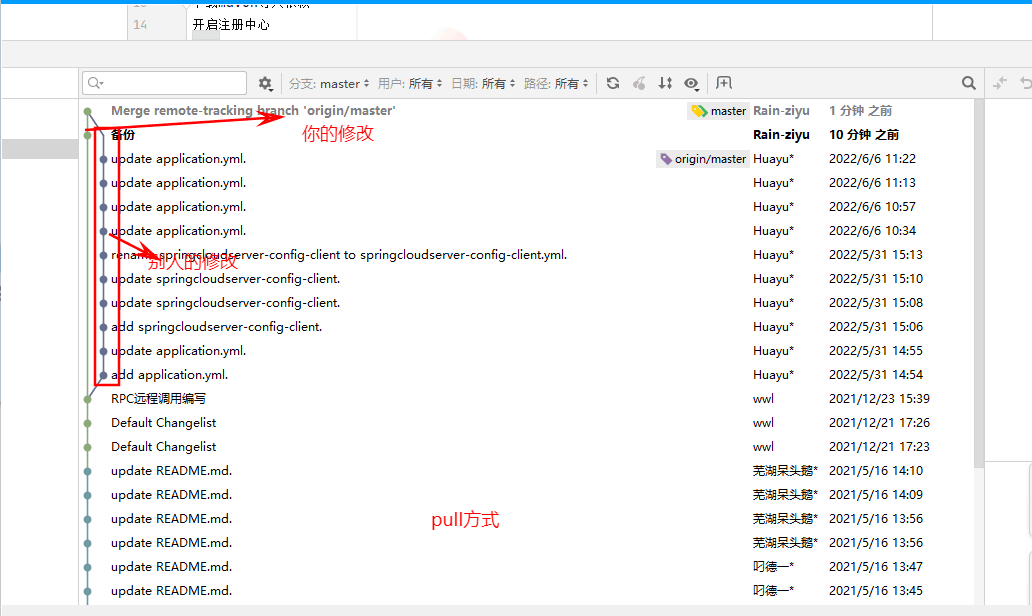 14 开启注册中心
分支: master 用户: 所有 日期: 所有 路径: 所有
Merge remote-tracking branch 'origin/master' master Rain-ziyu 1 分钟 之前
你的修改
备份 Rain-ziyu 10 分钟 之前
update application.yml. origin/master Huayu* 2022/6/6 11:22
update application.yml. Huayu* 2022/6/6 11:13
update application.yml. Huayu* 2022/6/6 10:57
update application.yml. Huayu* 2022/6/6 10:34
rename springcloudserver-config-client to springcloudserver-config-client.yml. Huayu* 2022/5/31 15:13
别人的修改
update springcloudserver-config-client. Huayu* 2022/5/31 15:10
update springcloudserver-config-client. Huayu* 2022/5/31 15:08
add springcloudserver-config-client. Huayu* 2022/5/31 15:06
update application.yml. Huayu* 2022/5/31 14:55
add application.yml. Huayu* 2022/5/31 14:54
RPC远程调用编写 wwl 2021/12/23 15:39
Default Changelist wwl 2021/12/21 17:26
Default Changelist wwl 2021/12/21 17:23
update README.md. 芜湖呆头鹅* 2021/5/16 14:10
update README.md. 芜湖呆头鹅* 2021/5/16 14:09
update README.md. 芜湖呆头鹅* 2021/5/16 13:56
pull方式
update README.md. 芜湖呆头鹅* 2021/5/16 13:56
update README.md. 叼德一* 2021/5/16 13:47
update README.md. 叼德一* 2021/5/16 13:45